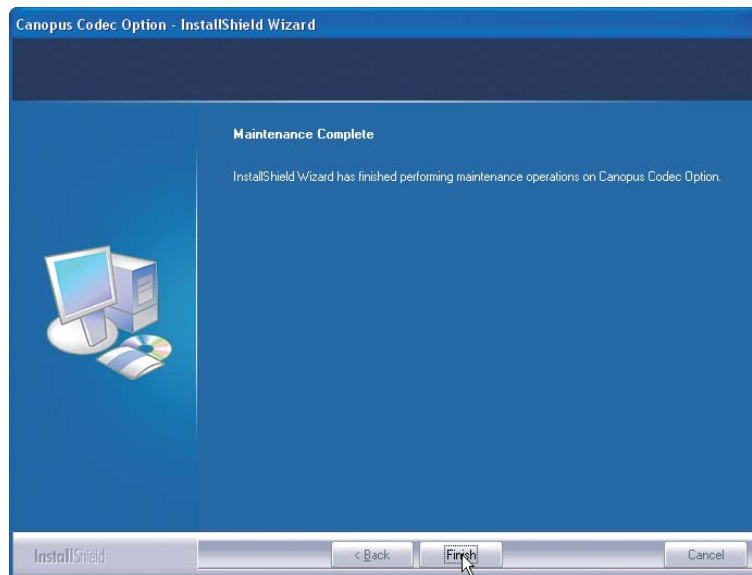 Canopus Codec Option - InstallShield Wizard
Maintenance Complete
InstallShield Wizard has finished performing maintenance operations on Canopus Codec Option.
InstallShield
< Back Finish Cancel